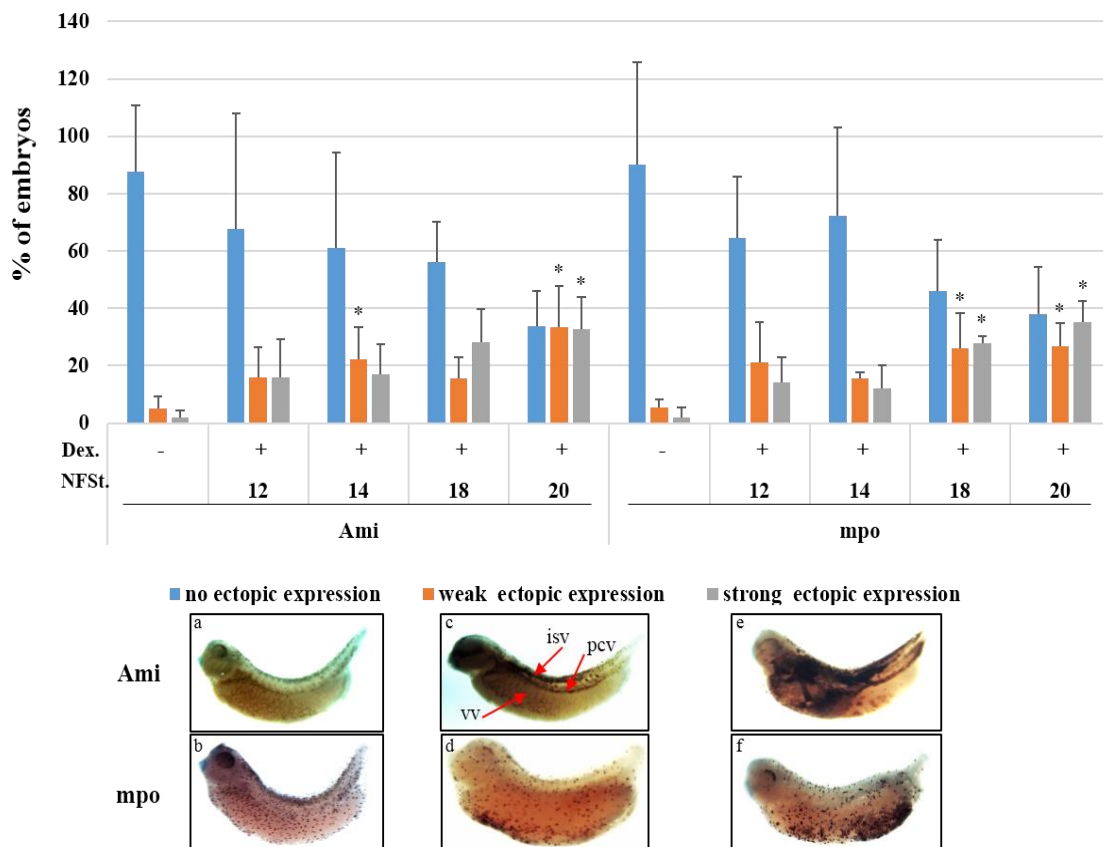 140
120
100
80
60
40
20
0
% of embryos
* * * * * * *
Dex. - + + + + - + + + +
NFSt. 12 14 18 20 12 14 18 20
Ami mpo
no ectopic expression weak ectopic expression strong ectopic expression
Ami a c isv pcv vv e
mpo b d f